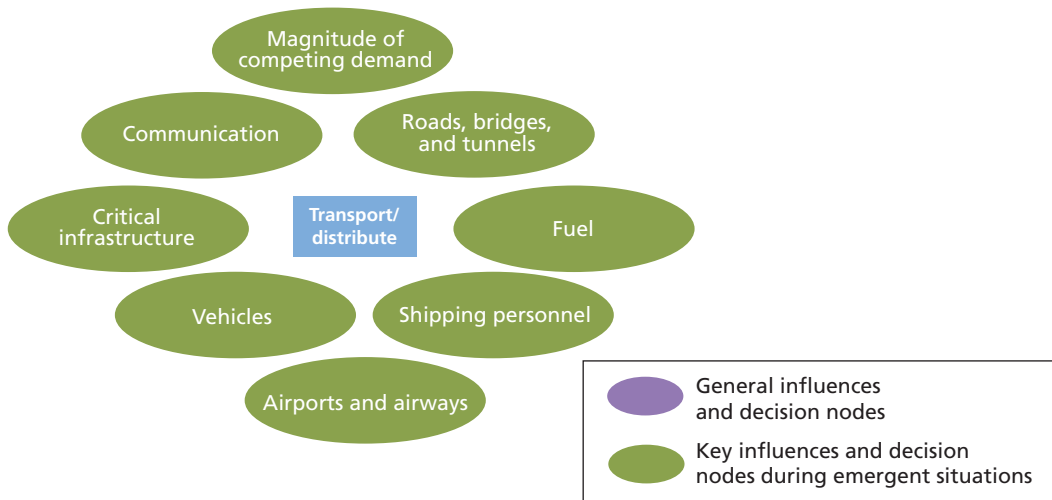 Magnitude of
competing demand
Communication
Roads, bridges,
and tunnels
Critical
infrastructure
Transport/
distribute
Fuel
Vehicles
Shipping personnel
Airports and airways
General influences
and decision nodes
Key influences and decision
nodes during emergent situations